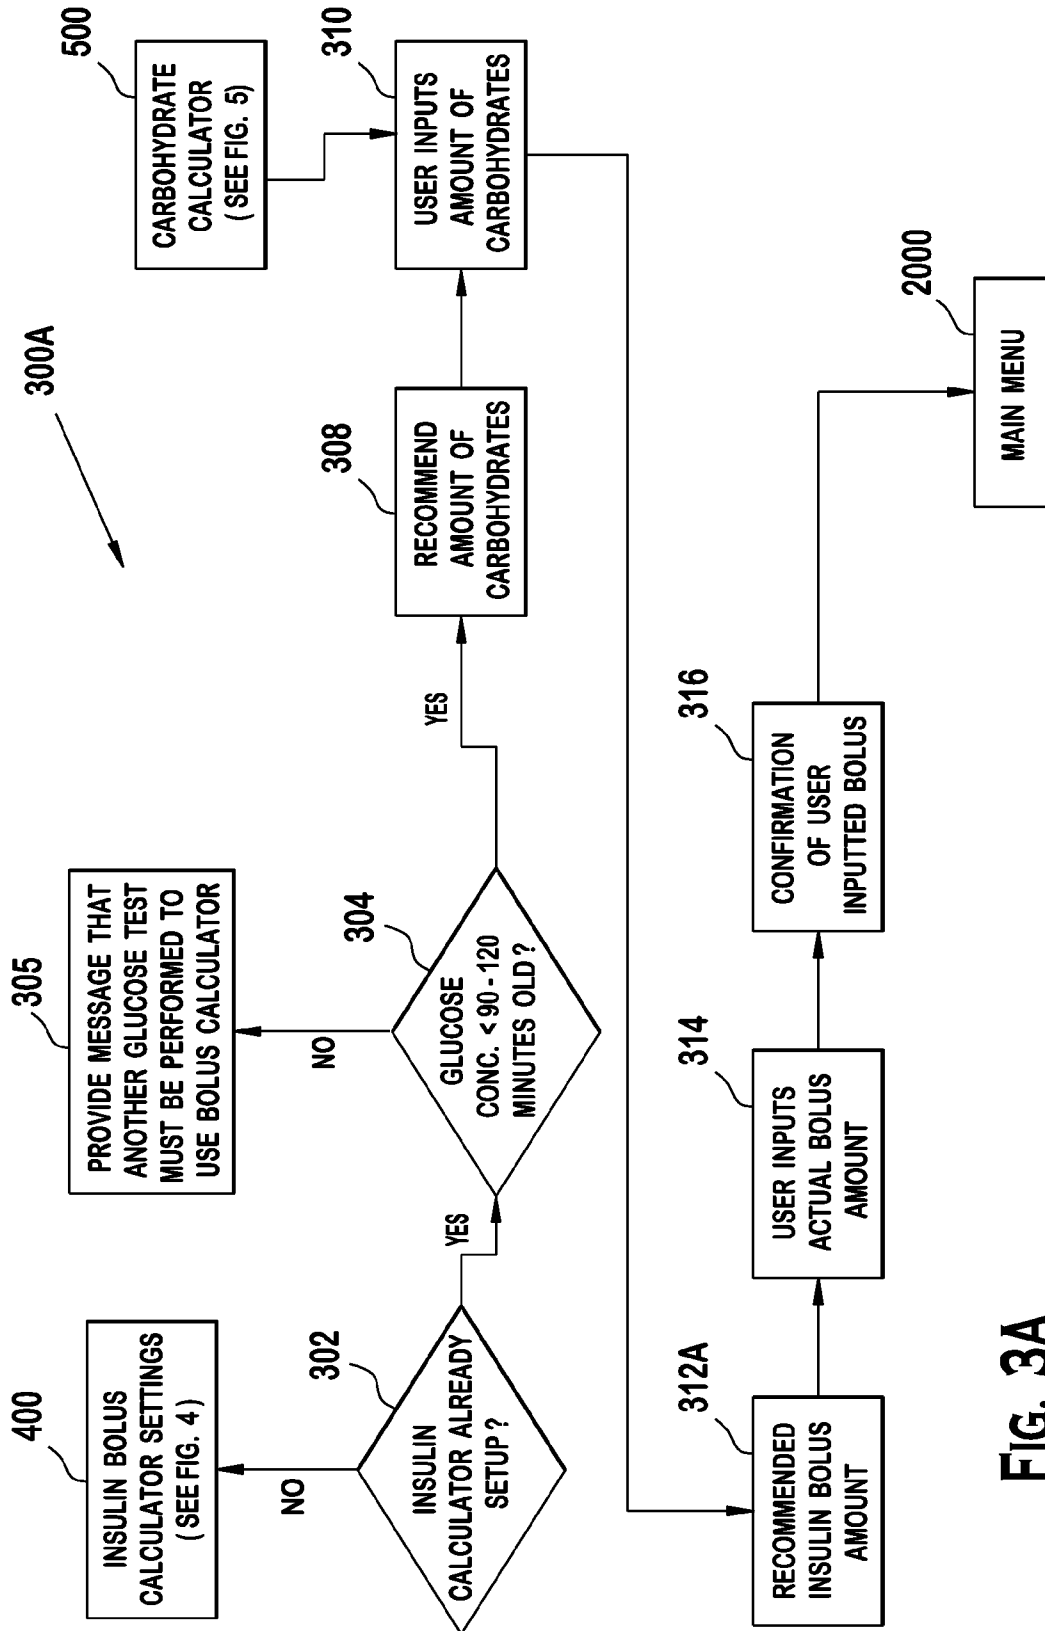 300A
400
INSULIN BOLUS
CALCULATOR SETTINGS
(SEE FIG. 4)
NO
302
INSULIN
CALCULATOR ALREADY
SETUP?
YES
305
PROVIDE MESSAGE THAT
ANOTHER GLUCOSE TEST
MUST BE PERFORMED TO
USE BOLUS CALCULATOR
NO
304
GLUCOSE
CONC. < 90 - 120
MINUTES OLD?
YES
308
RECOMMEND
AMOUNT OF
CARBOHYDRATES
500
CARBOHYDRATE
CALCULATOR
(SEE FIG. 5)
310
USER INPUTS
AMOUNT OF
CARBOHYDRATES
312A
RECOMMENDED
INSULIN BOLUS
AMOUNT
314
USER INPUTS
ACTUAL BOLUS
AMOUNT
316
CONFIRMATION
OF USER
INPUTTED BOLUS
2000
MAIN MENU
FIG. 3A